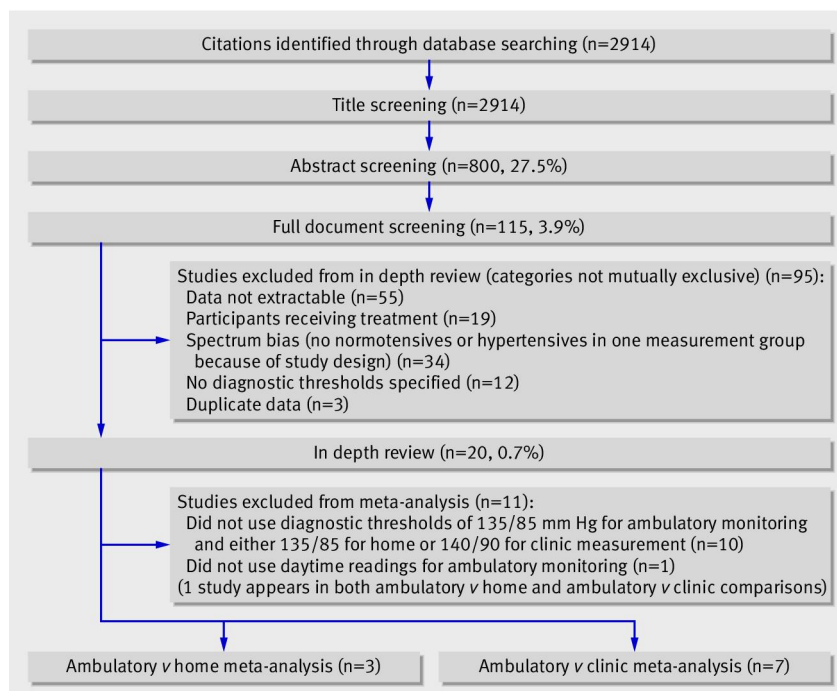 Citations identified through database searching (n=2914)
Title screening (n=2914)
Abstract screening (n=800, 27.5%)
Full document screening (n=115, 3.9%)
Studies excluded from in depth review (categories not mutually exclusive) (n=95):
Data not extractable (n=55)
Participants receiving treatment (n=19)
Spectrum bias (no normotensives or hypertensives in one measurement group
because of study design) (n=34)
No diagnostic thresholds specified (n=12)
Duplicate data (n=3)
In depth review (n=20, 0.7%)
Studies excluded from meta-analysis (n=11):
Did not use diagnostic thresholds of 135/85 mm Hg for ambulatory monitoring
and either 135/85 for home or 140/90 for clinic measurement (n=10)
Did not use daytime readings for ambulatory monitoring (n=1)
(1 study appears in both ambulatory v home and ambulatory v clinic comparisons)
Ambulatory v home meta-analysis (n=3)
Ambulatory v clinic meta-analysis (n=7)